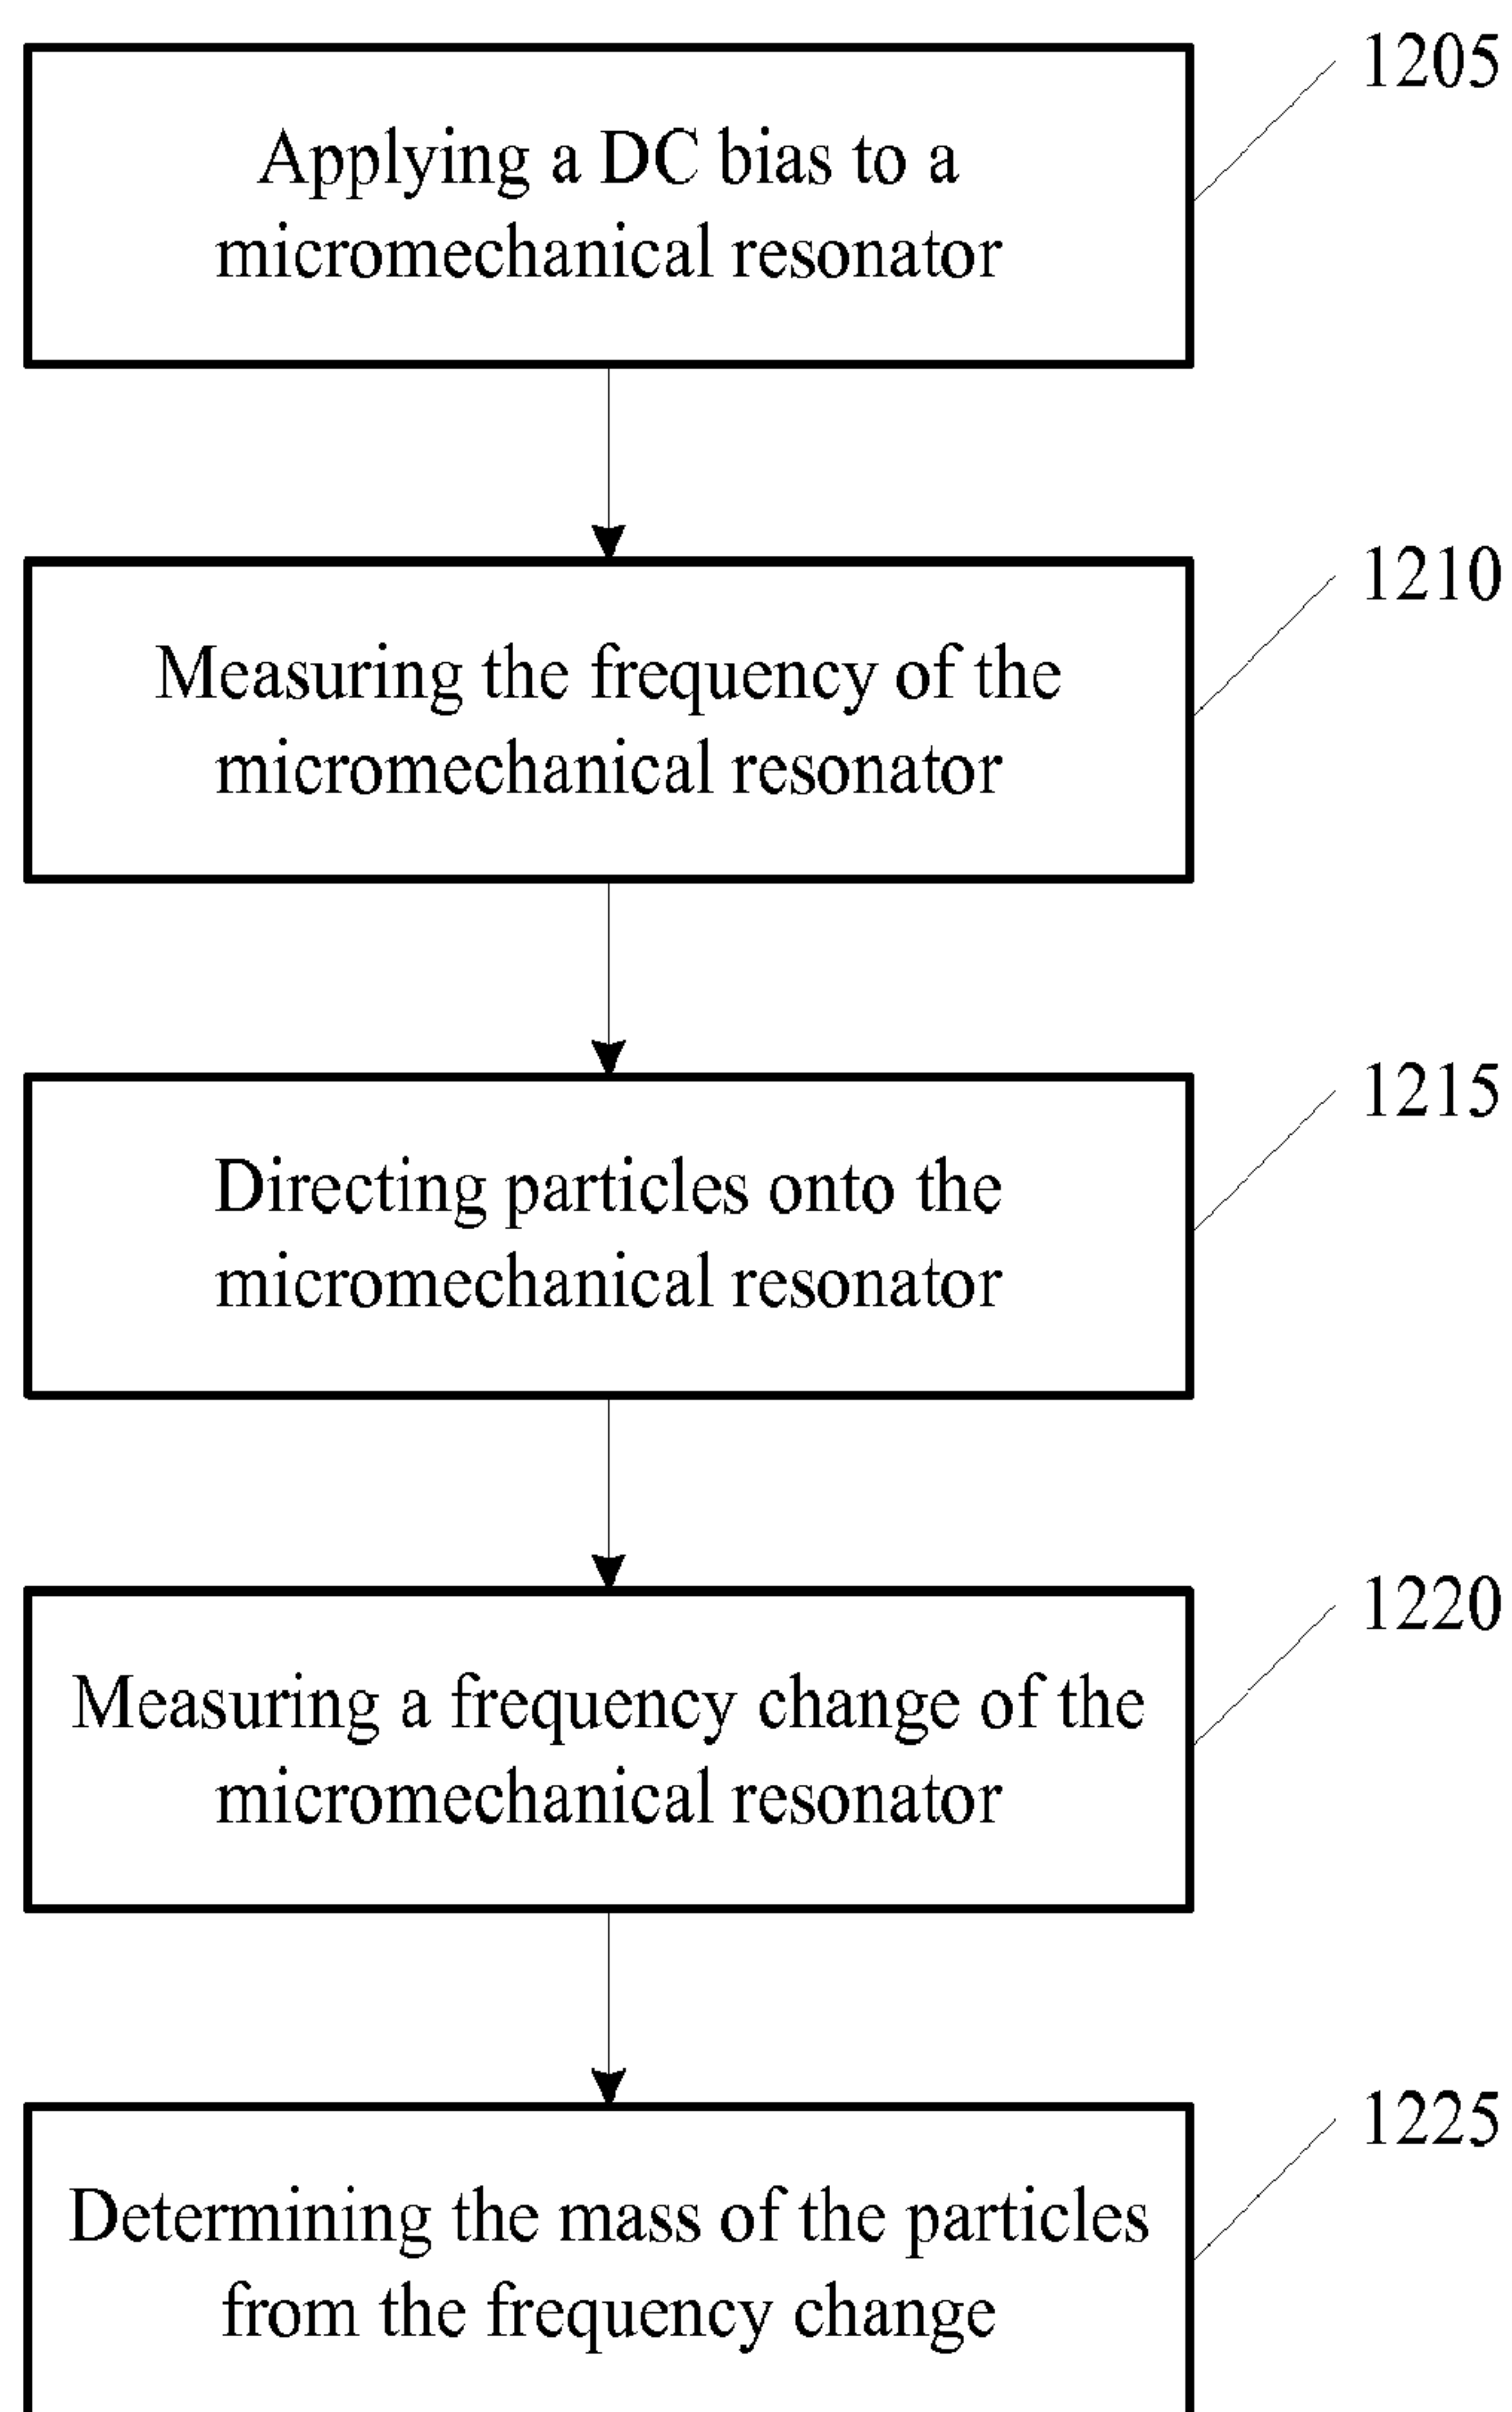 1205
Applying a DC bias to a
micromechanical resonator
1210
Measuring the frequency of the
micromechanical resonator
1215
Directing particles onto the
micromechanical resonator
1220
Measuring a frequency change of the
micromechanical resonator
1225
Determining the mass of the particles
from the frequency change